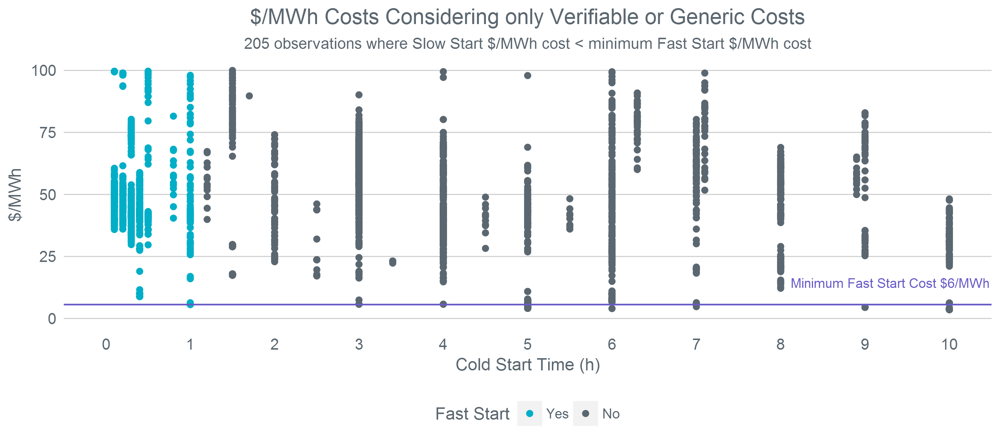 $/MWh Costs Considering only Verifiable or Generic Costs
205 observations where Slow Start $/MWh cost < minimum Fast Start $/MWh cost
100
75
50
25
0
$/MWh
Minimum Fast Start Cost $6/MWh
0 1 2 3 4 5 6 7 8 9 10
Cold Start Time (h)
Fast Start Yes No